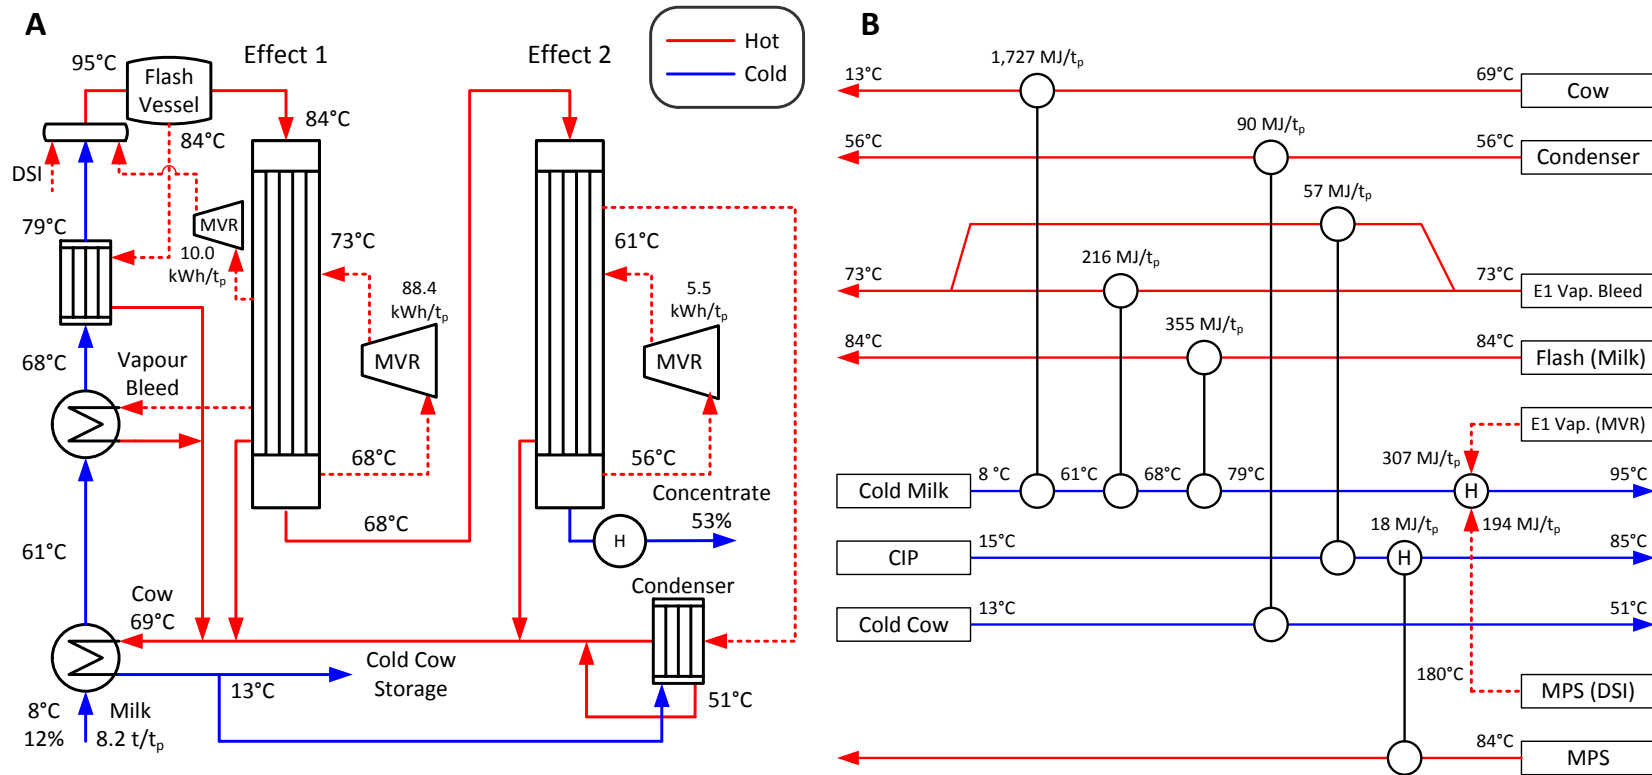 A
Effect 1
Effect 2
Hot
Cold
95°C
Flash
Vessel
84°C
84°C
DSI
79°C
MVR
10.0
kWh/tp
73°C
88.4
kWh/tp
MVR
61°C
5.5
kWh/tp
MVR
68°C
Vapour
Bleed
68°C
56°C
Concentrate
53%
H
68°C
61°C
Cow
69°C
Condenser
Cold Cow
Storage
13°C
51°C
8°C
12%
Milk
8.2 t/tp
B
1,727 MJ/tp
13°C
69°C
Cow
90 MJ/tp
56°C
56°C
Condenser
57 MJ/tp
216 MJ/tp
73°C
73°C
E1 Vap. Bleed
355 MJ/tp
84°C
84°C
Flash (Milk)
E1 Vap. (MVR)
307 MJ/tp
Cold Milk
8 °C
61°C
68°C
79°C
H
95°C
18 MJ/tp
194 MJ/tp
CIP
15°C
H
85°C
Cold Cow
13°C
51°C
180°C
MPS (DSI)
84°C
MPS